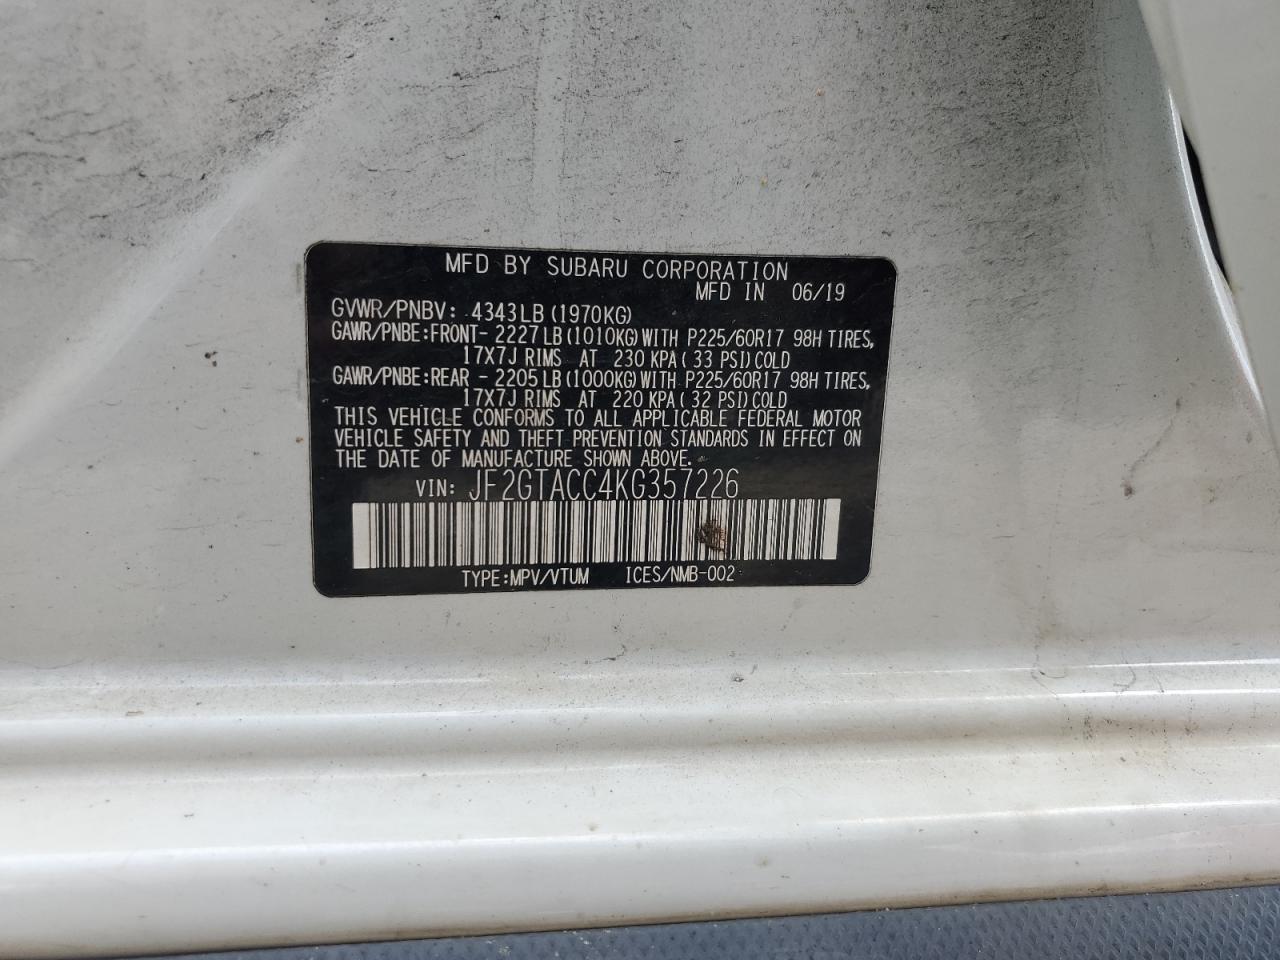 MFD BY SUBARU CORPORATION
MFD IN 06/19
GVWR/PNBV: 4343LB(1970KG)
GAWR/PNBE:FRONT- 2227LB(1010KG)WITH P225/60R17 98H TIRES,
17X7J RIMS AT 230 KPA( 33 PSI)COLD
GAWR/PNBE:REAR - 2205LB(1000KG)WITH P225/60R17 98H TIRES,
17X7J RIMS AT 220 KPA( 32 PSI)COLD
THIS VEHICLE CONFORMS TO ALL APPLICABLE FEDERAL MOTOR
VEHICLE SAFETY AND THEFT PREVENTION STANDARDS IN EFFECT ON
THE DATE OF MANUFACTURE SHOWN ABOVE.
VIN: JF2GTACC4KG357226
TYPE:MPV/VTUM ICES/NMB-002